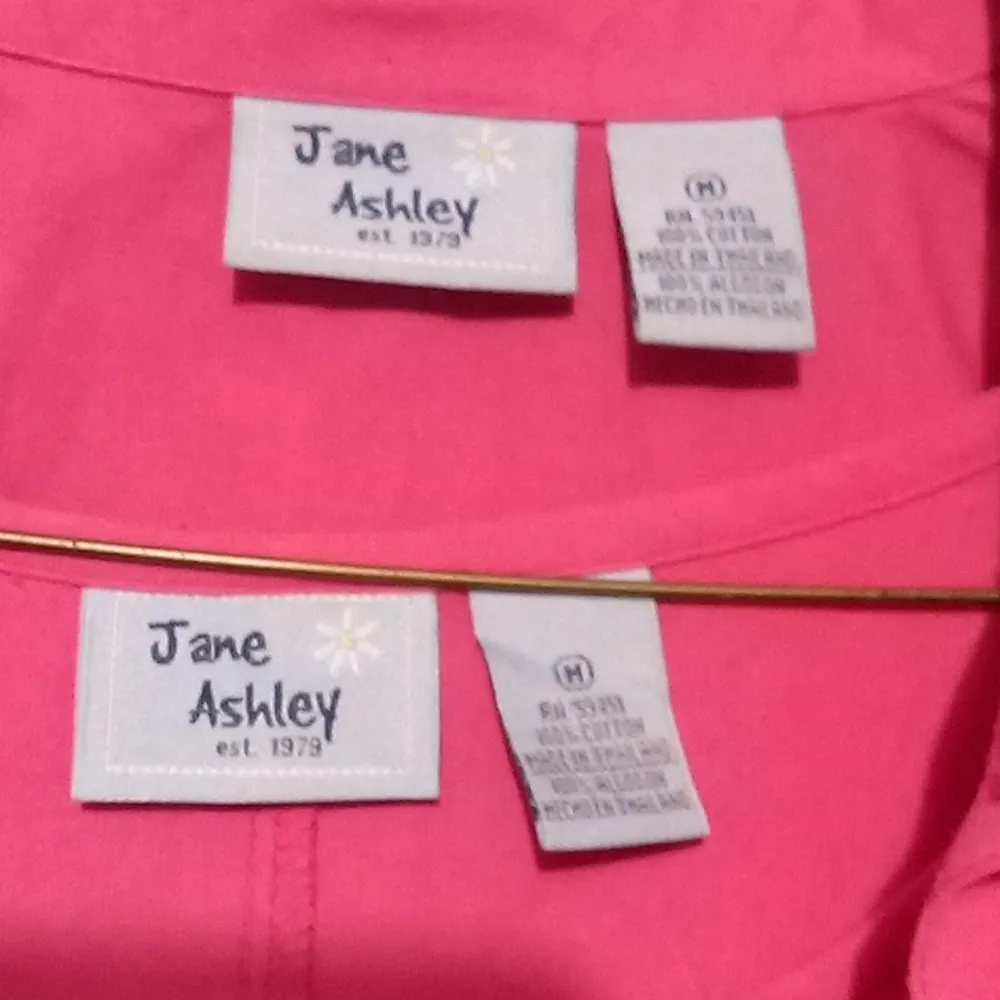 Jane
Ashley
est. 1979
M
RN 59451
100% COTTON
MADE IN THAILAND
100% ALGODON
HECHO EN THAILAND
Jane
Ashley
est. 1979
M
RN 59451
100% COTTON
MADE IN THAILAND
100% ALGODON
HECHO EN THAILAND